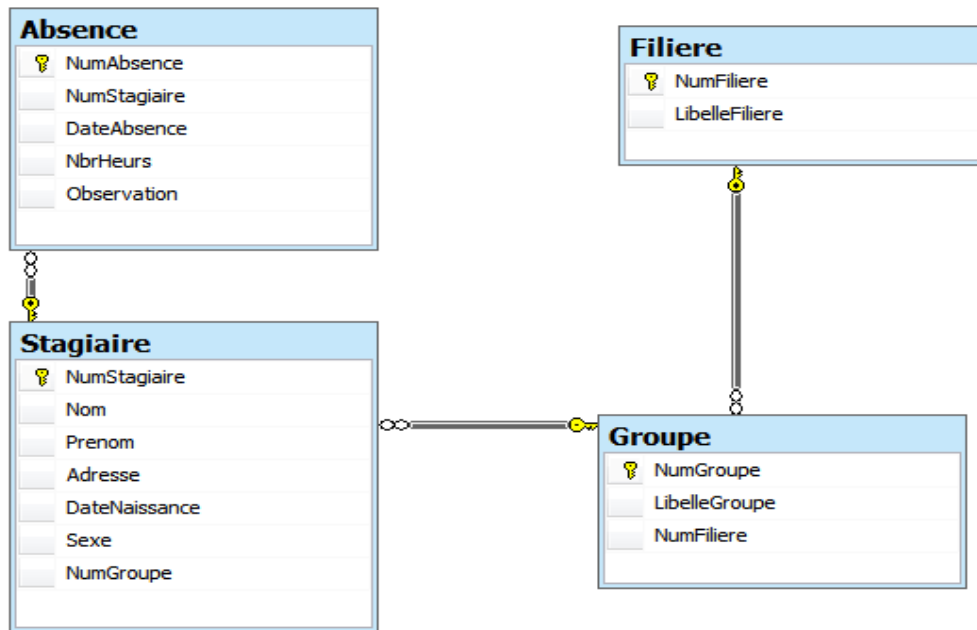 Absence
NumAbsence
NumStagiaire
DateAbsence
NbrHeurs
Observation
Filiere
NumFiliere
LibelleFiliere
Stagiaire
NumStagiaire
Nom
Prenom
Adresse
DateNaissance
Sexe
NumGroupe
Groupe
NumGroupe
LibelleGroupe
NumFiliere